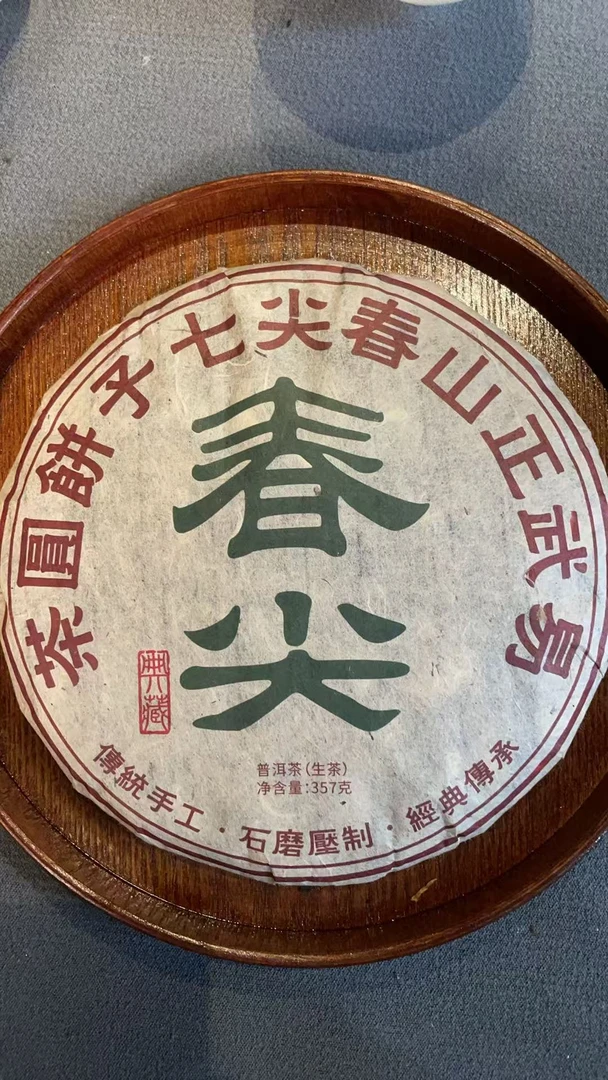 易武正山春尖七子餅圓茶
春尖
典藏
普洱茶(生茶)
净含量:357克
傳統手工·石磨壓制·經典傳承